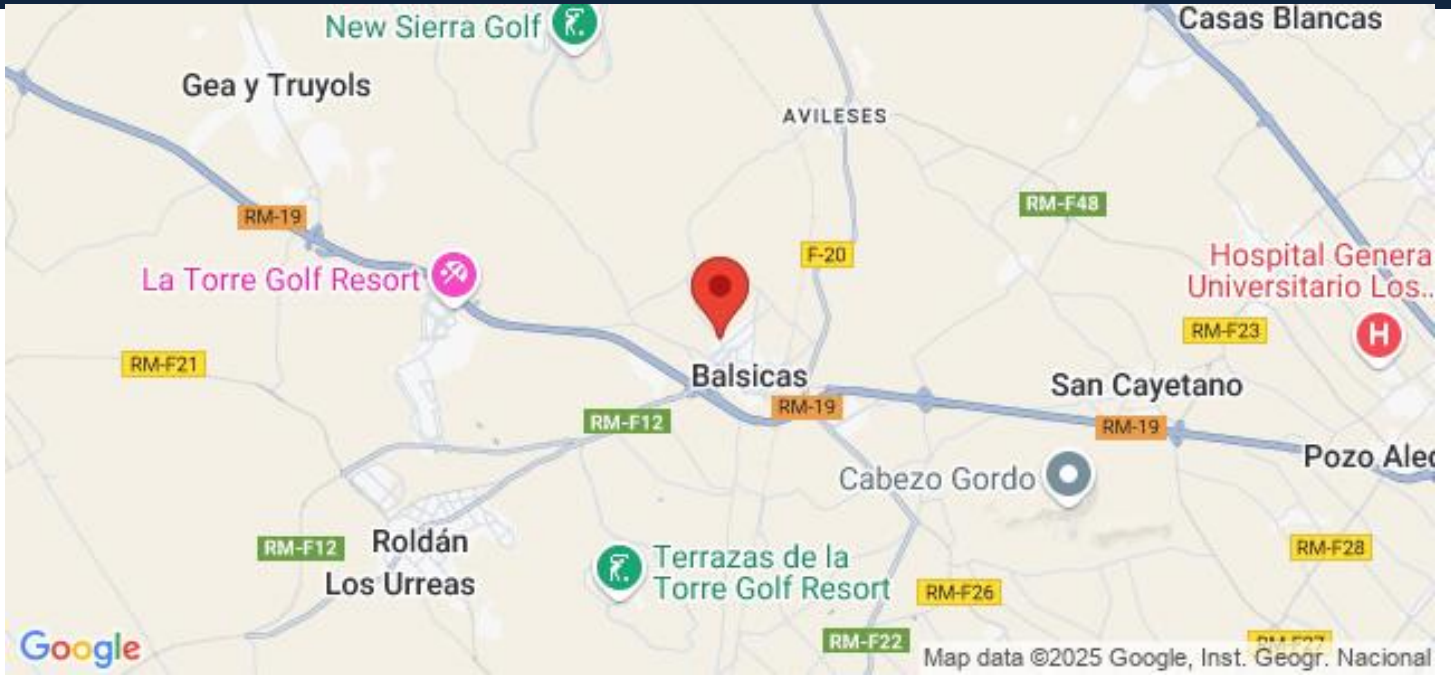 New Sierra Golf
Casas Blancas
Gea y Truyols
AVILESES
RM-F48
RM-19
F-20
Hospital Genera
Universitario Los...
La Torre Golf Resort
RM-F23
H
RM-F21
Balsicas
San Cayetano
RM-19
RM-F12
RM-19
Pozo Alec
Cabezo Gordo
Roldán
RM-F12
RM-F28
Los Urreas
Terrazas de la
Torre Golf Resort
RM-F26
Google
RM-F22
RM-F27
Map data ©2025 Google, Inst. Geogr. Nacional